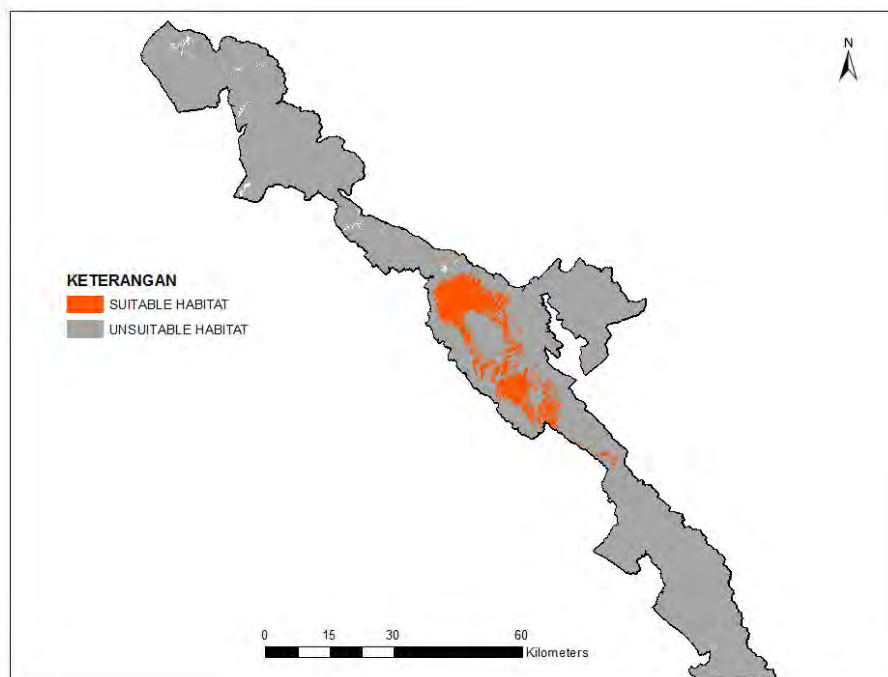 N
KETERANGAN
SUITABLE HABITAT
UNSUITABLE HABITAT
0 15 30 60
Kilometers